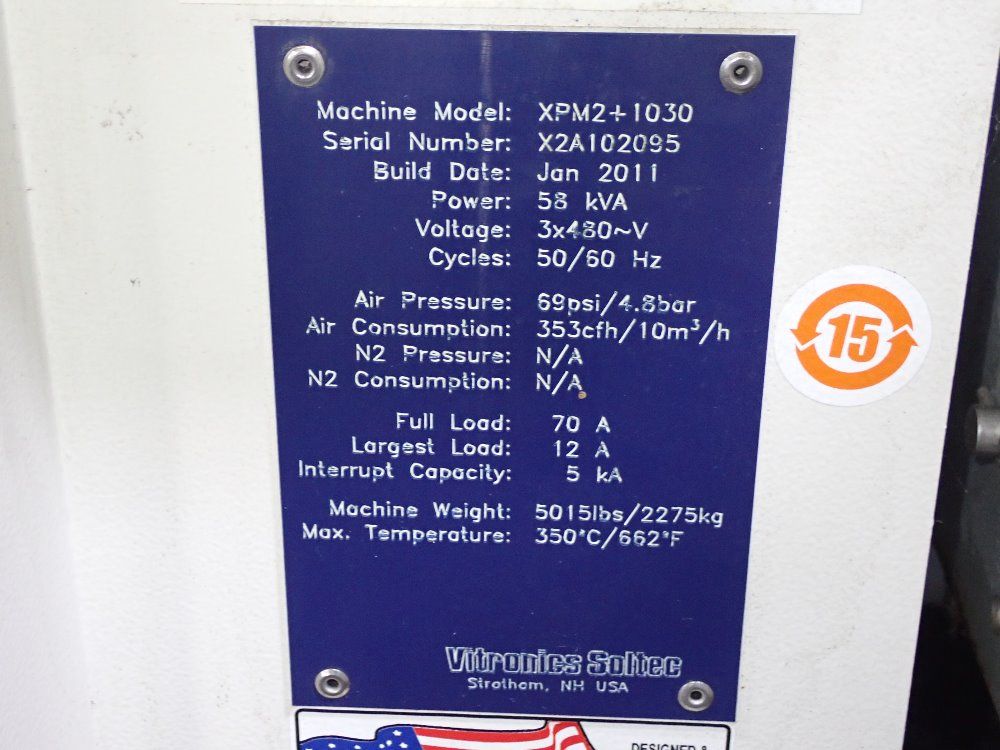 Machine Model: XPM2+1030
Serial Number: X2A102095
Build Date: Jan 2011
Power: 58 kVA
Voltage: 3x480~V
Cycles: 50/60 Hz
Air Pressure: 69psi/4.8bar
Air Consumption: 353cfh/10m³/h
N2 Pressure: N/A
N2 Consumption: N/A
Full Load: 70 A
Largest Load: 12 A
Interrupt Capacity: 5 kA
Machine Weight: 5015lbs/2275kg
Max. Temperature: 350°C/662°F
Vitronics Soltec
Stratham, NH USA
15
DESIGNED &